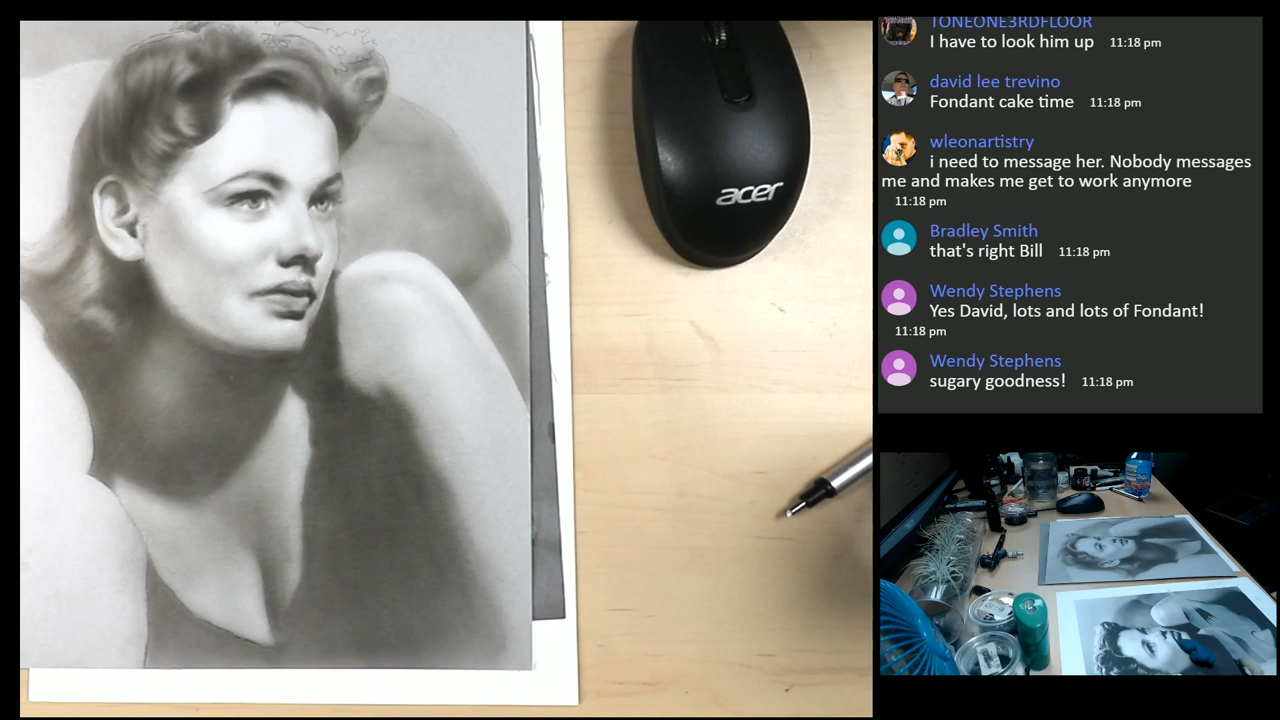 acer
TONEONE3RDFLOOR
I have to look him up 11:18 pm
david lee trevino
Fondant cake time 11:18 pm
wleonartistry
i need to message her. Nobody messages
me and makes me get to work anymore
11:18 pm
Bradley Smith
that's right Bill 11:18 pm
Wendy Stephens
Yes David, lots and lots of Fondant!
11:18 pm
Wendy Stephens
sugary goodness! 11:18 pm